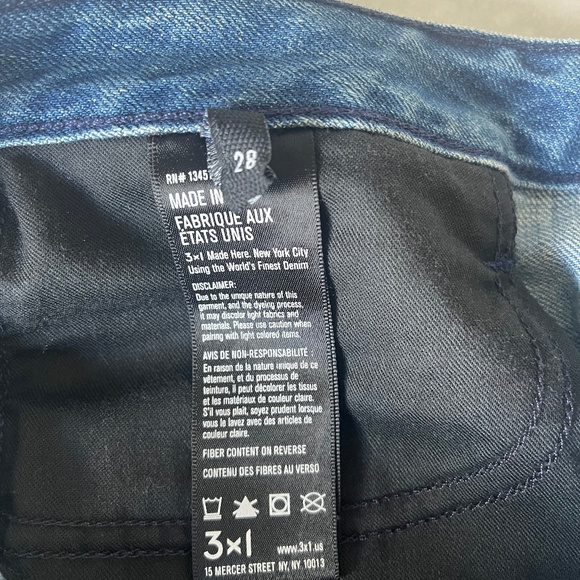 28
RN# 1345
MADE IN
FABRIQUE AUX
ÉTATS UNIS
3×1 Made Here. New York City
Using the World's Finest Denim
DISCLAIMER:
Due to the unique nature of this
garment, and the dyeing process,
it may discolor light fabrics and
materials. Please use caution when
pairing with light colored items.
AVIS DE NON-RESPONSABILITÉ
En raison de la nature unique de ce
vêtement, et du processus de
teinture, il peut décolorer les tissus
et les matériaux de couleur claire.
S'il vous plaît, soyez prudent lorsque
vous le lavez avec des articles de
couleur claire.
FIBER CONTENT ON REVERSE
CONTENU DES FIBRES AU VERSO
3×1 www.3x1.us
15 MERCER STREET NY, NY 10013